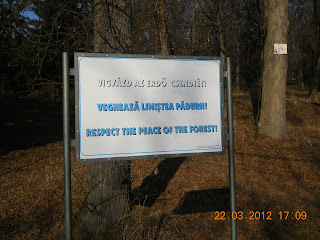 VIGYÁZD AZ ERDŐ CSENDJÉT!
VEGHEAZĂ LINIȘTEA PĂDURII!
RESPECT THE PEACE OF THE FOREST!
22.03.2012 17:09